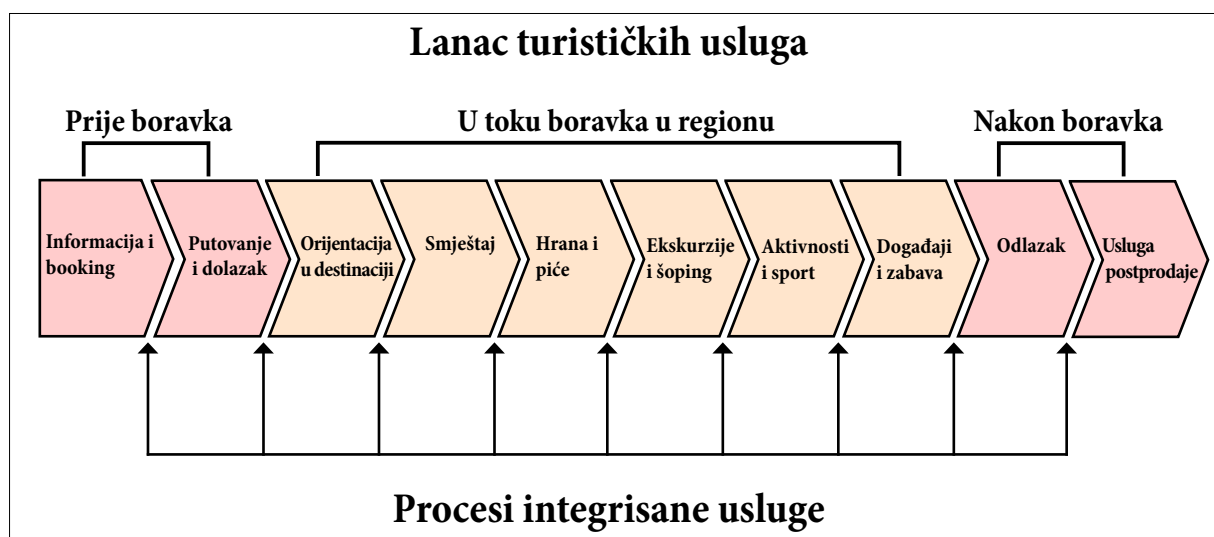 Lanac turističkih usluga
Prije boravka
U toku boravka u regionu
Nakon boravka
Informacija i
booking
Putovanje
i dolazak
Orijentacija
u destinaciji
Smještaj
Hrana i
piće
Ekskurzije
i šoping
Aktivnosti
i sport
Događaji
i zabava
Odlazak
Usluga
postprodaje
Procesi integrisane usluge